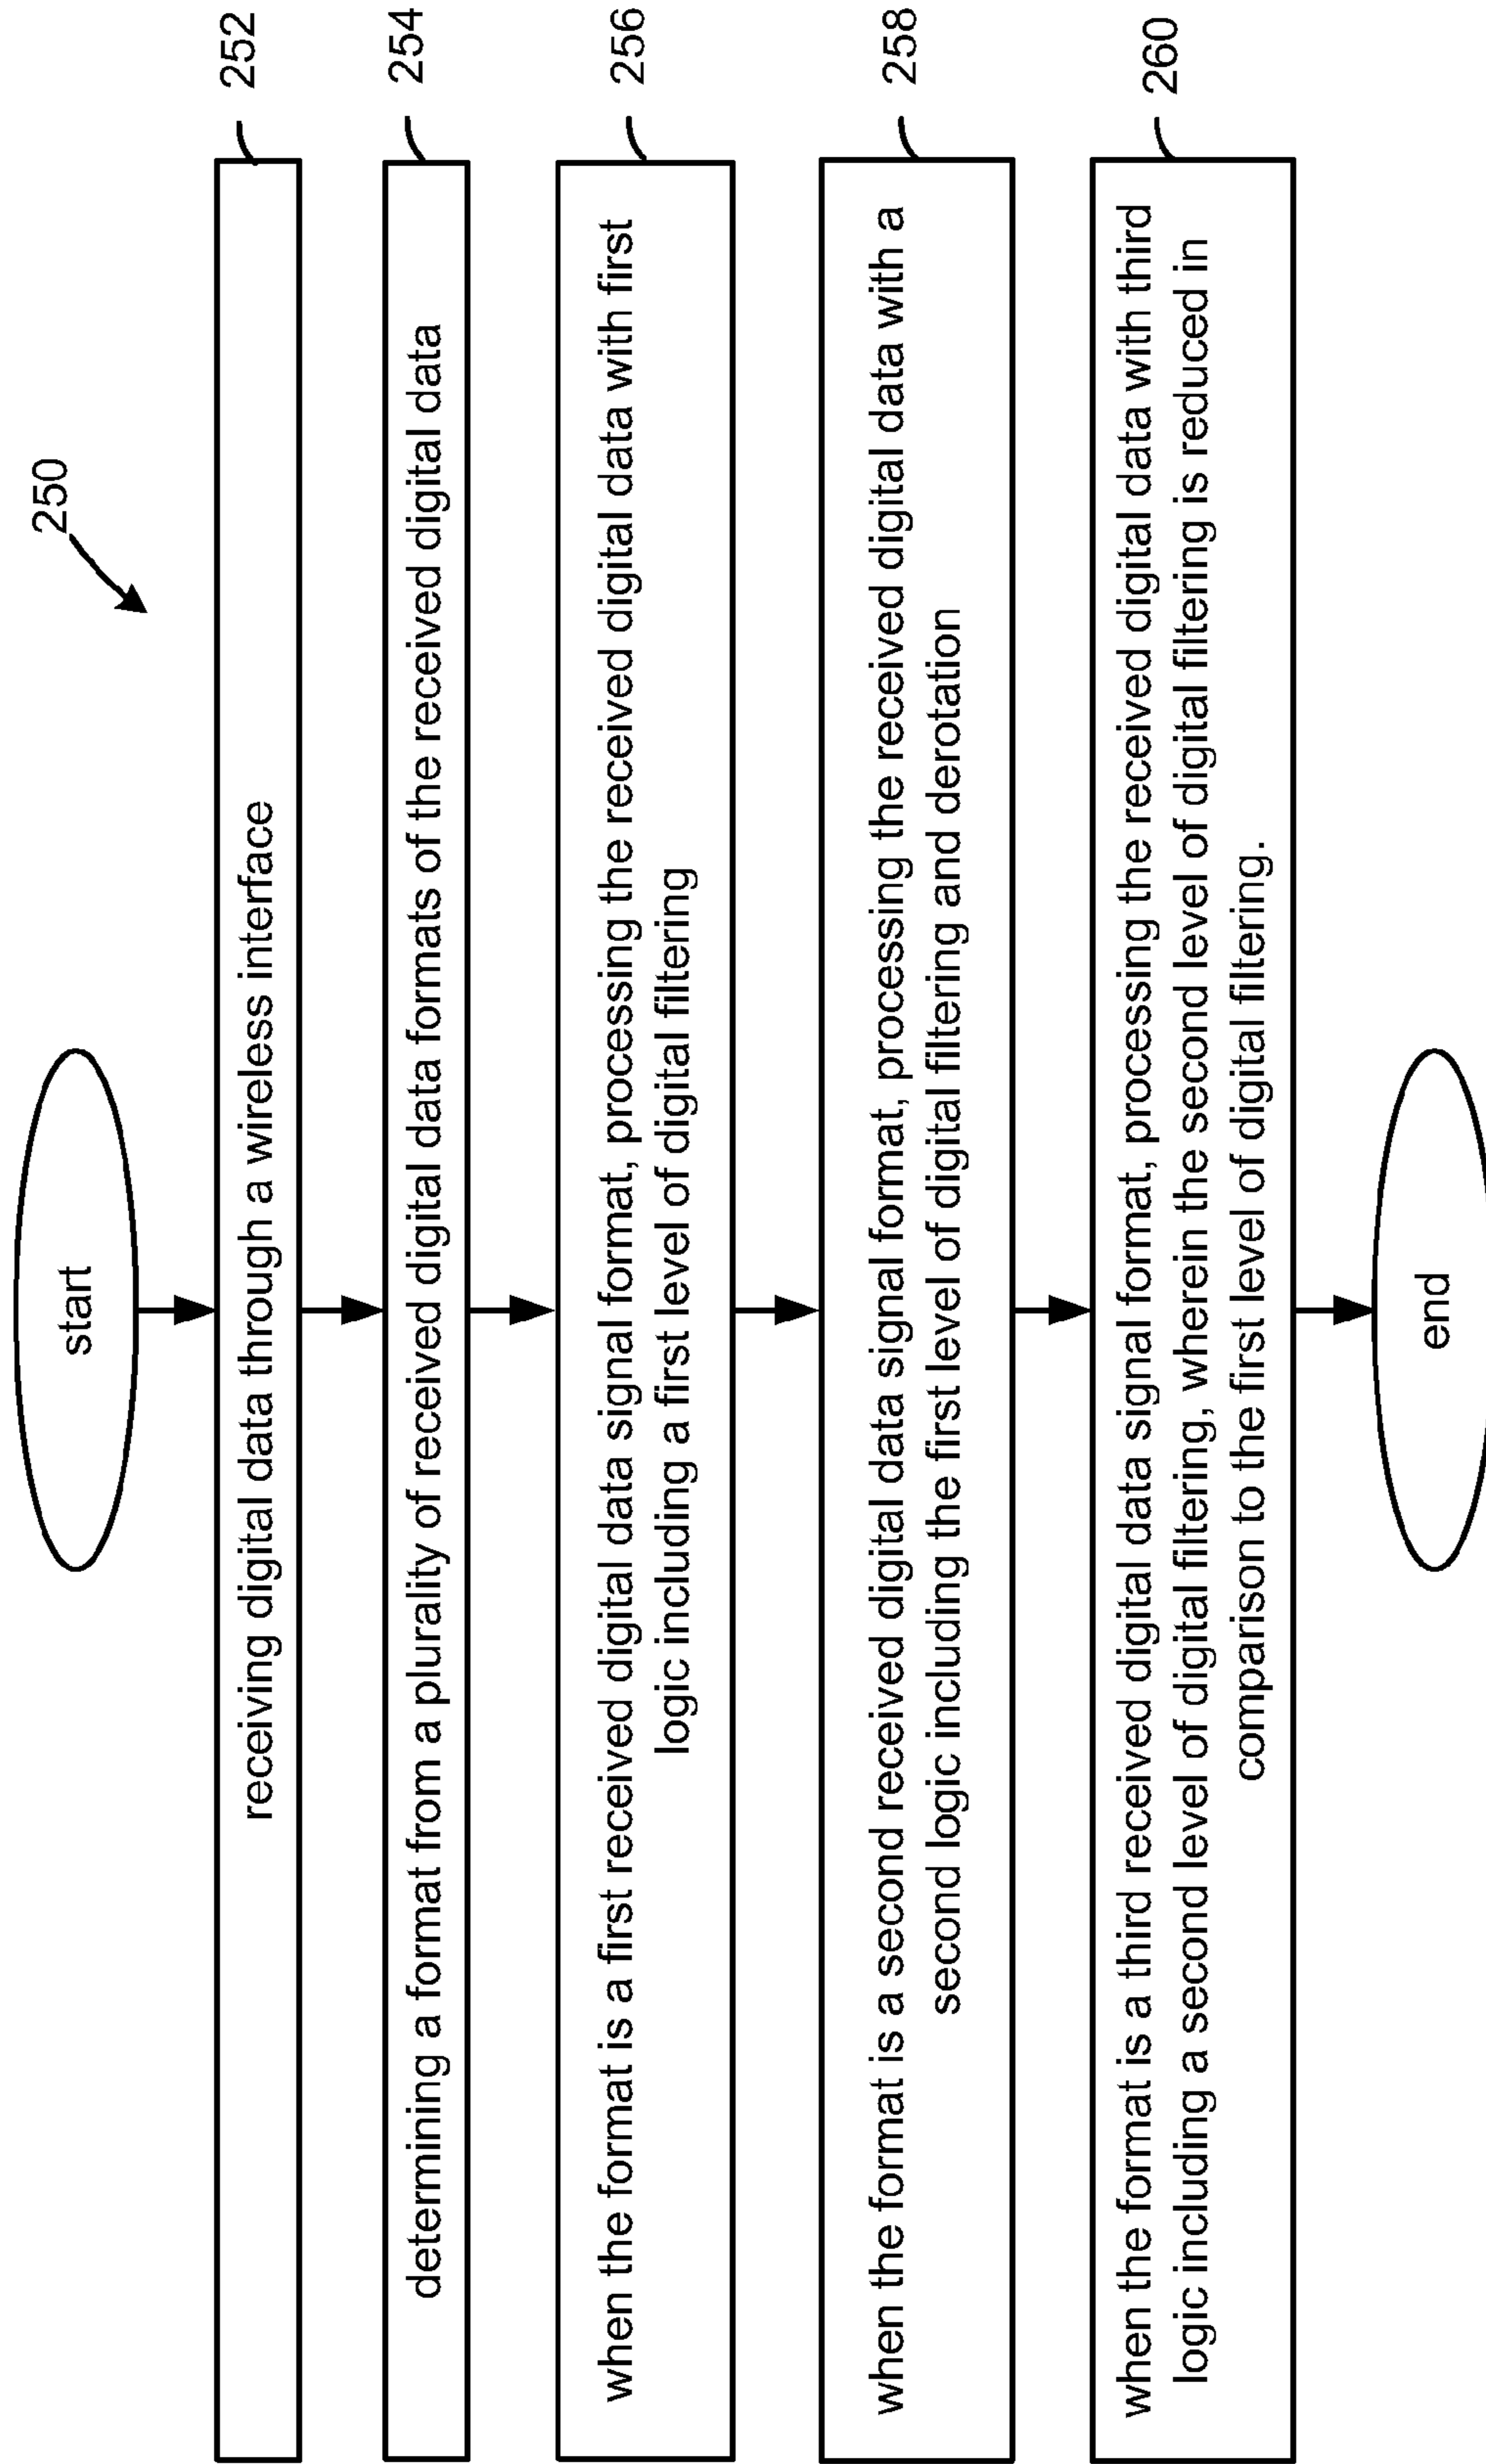 250
start
receiving digital data through a wireless interface
252
determining a format from a plurality of received digital data formats of the received digital data
254
when the format is a first received digital data signal format, processing the received digital data with first
logic including a first level of digital filtering
256
when the format is a second received digital data signal format, processing the received digital data with a
second logic including the first level of digital filtering and derotation
258
when the format is a third received digital data signal format, processing the received digital data with third
logic including a second level of digital filtering, wherein the second level of digital filtering is reduced in
comparison to the first level of digital filtering.
260
end